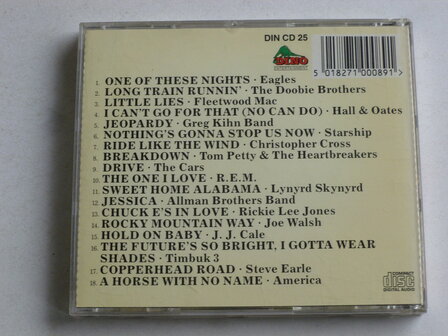 DIN CD 25
DINO
ENTERTAINMENT
5 018271 000891 >
1 ONE OF THESE NIGHTS · Eagles
2 LONG TRAIN RUNNIN' · The Doobie Brothers
3 LITTLE LIES · Fleetwood Mac
4 I CAN'T GO FOR THAT (NO CAN DO) · Hall & Oates
5 JEOPARDY · Greg Kihn Band
6 NOTHING'S GONNA STOP US NOW · Starship
7 RIDE LIKE THE WIND · Christopher Cross
8 BREAKDOWN · Tom Petty & The Heartbreakers
9 DRIVE · The Cars
10 THE ONE I LOVE · R.E.M.
11 SWEET HOME ALABAMA · Lynyrd Skynyrd
12 JESSICA · Allman Brothers Band
13 CHUCK E'S IN LOVE · Rickie Lee Jones
14 ROCKY MOUNTAIN WAY · Joe Walsh
15 HOLD ON BABY · J. J. Cale
16 THE FUTURE'S SO BRIGHT, I GOTTA WEAR
SHADES · Timbuk 3
17 COPPERHEAD ROAD · Steve Earle
18 A HORSE WITH NO NAME · America
COMPACT
disc
DIGITAL AUDIO